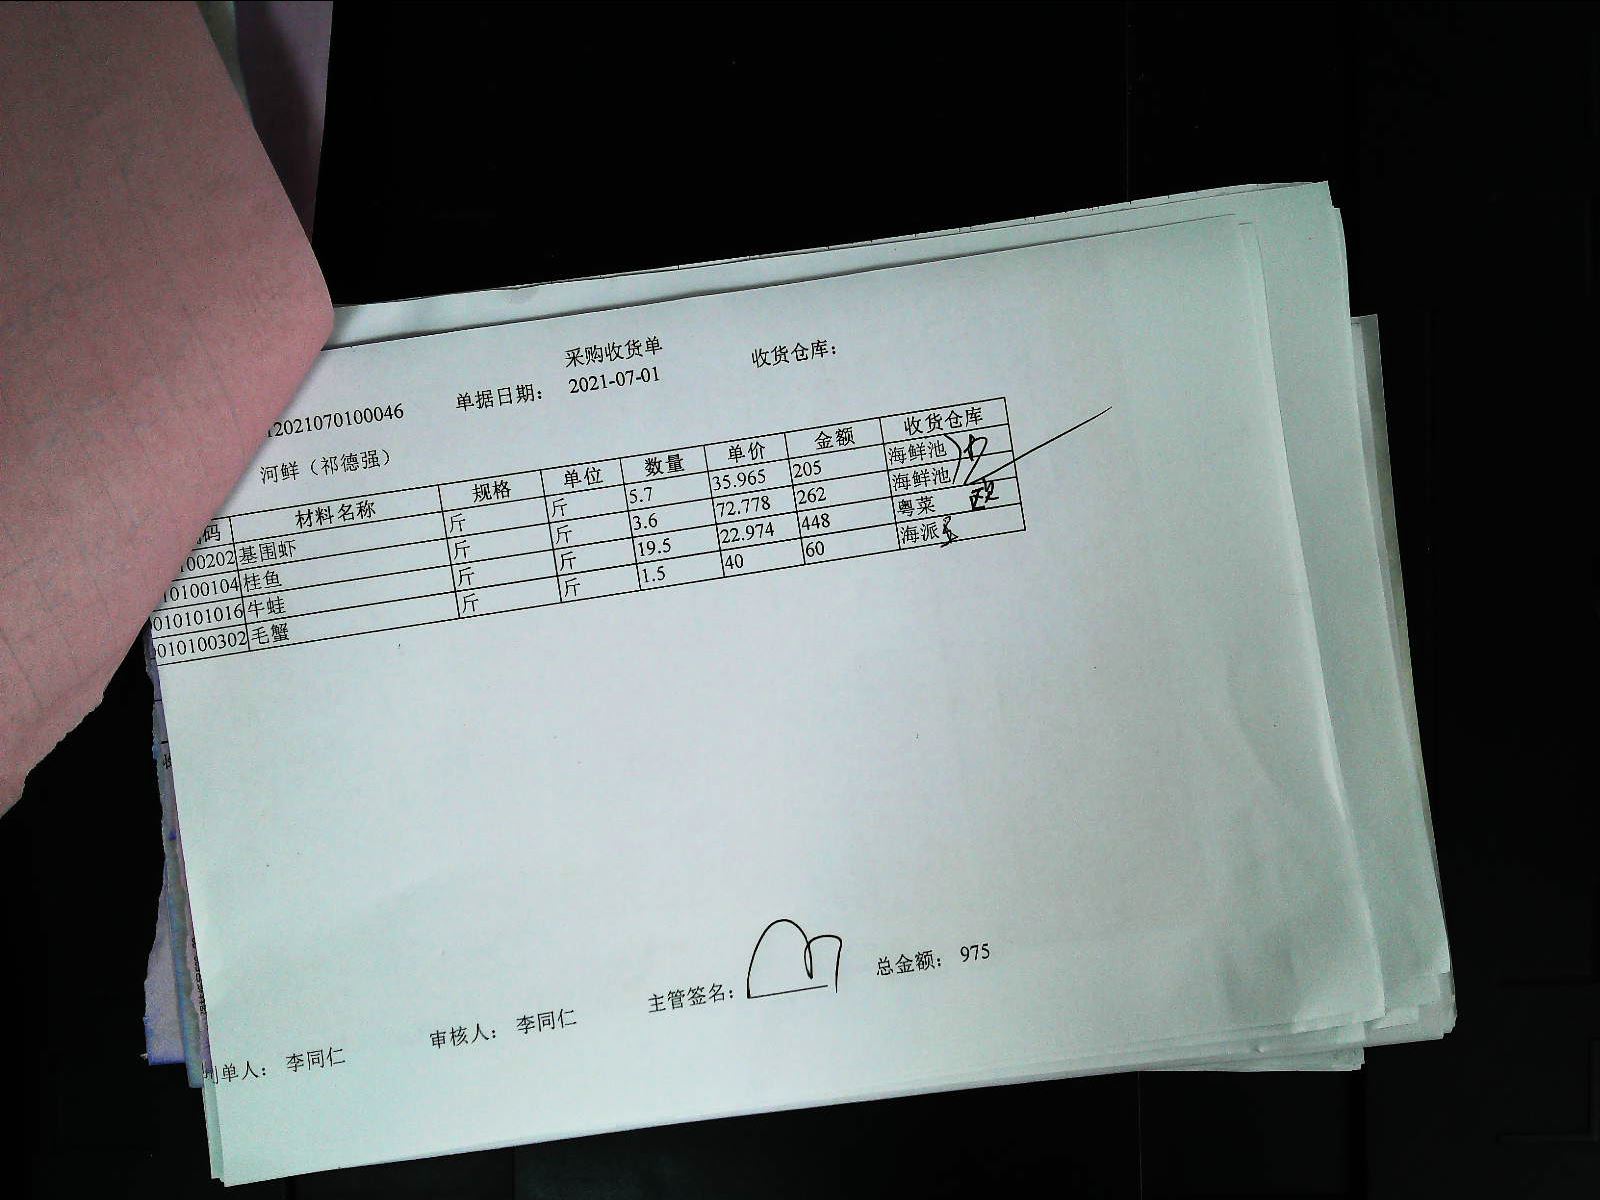 采购收货单
12021070100046 单据日期： 2021-07-01 收货仓库：
河鲜（祁德强）
码 材料名称 规格 单位 数量 单价 金额 收货仓库
100202 基围虾 斤 斤 5.7 35.965 205 海鲜池
10100104 桂鱼 斤 斤 3.6 72.778 262 海鲜池
010101016 牛蛙 斤 斤 19.5 22.974 448 粤菜
010100302 毛蟹 斤 斤 1.5 40 60 海派
单人： 李同仁 审核人： 李同仁 主管签名： 总金额： 975